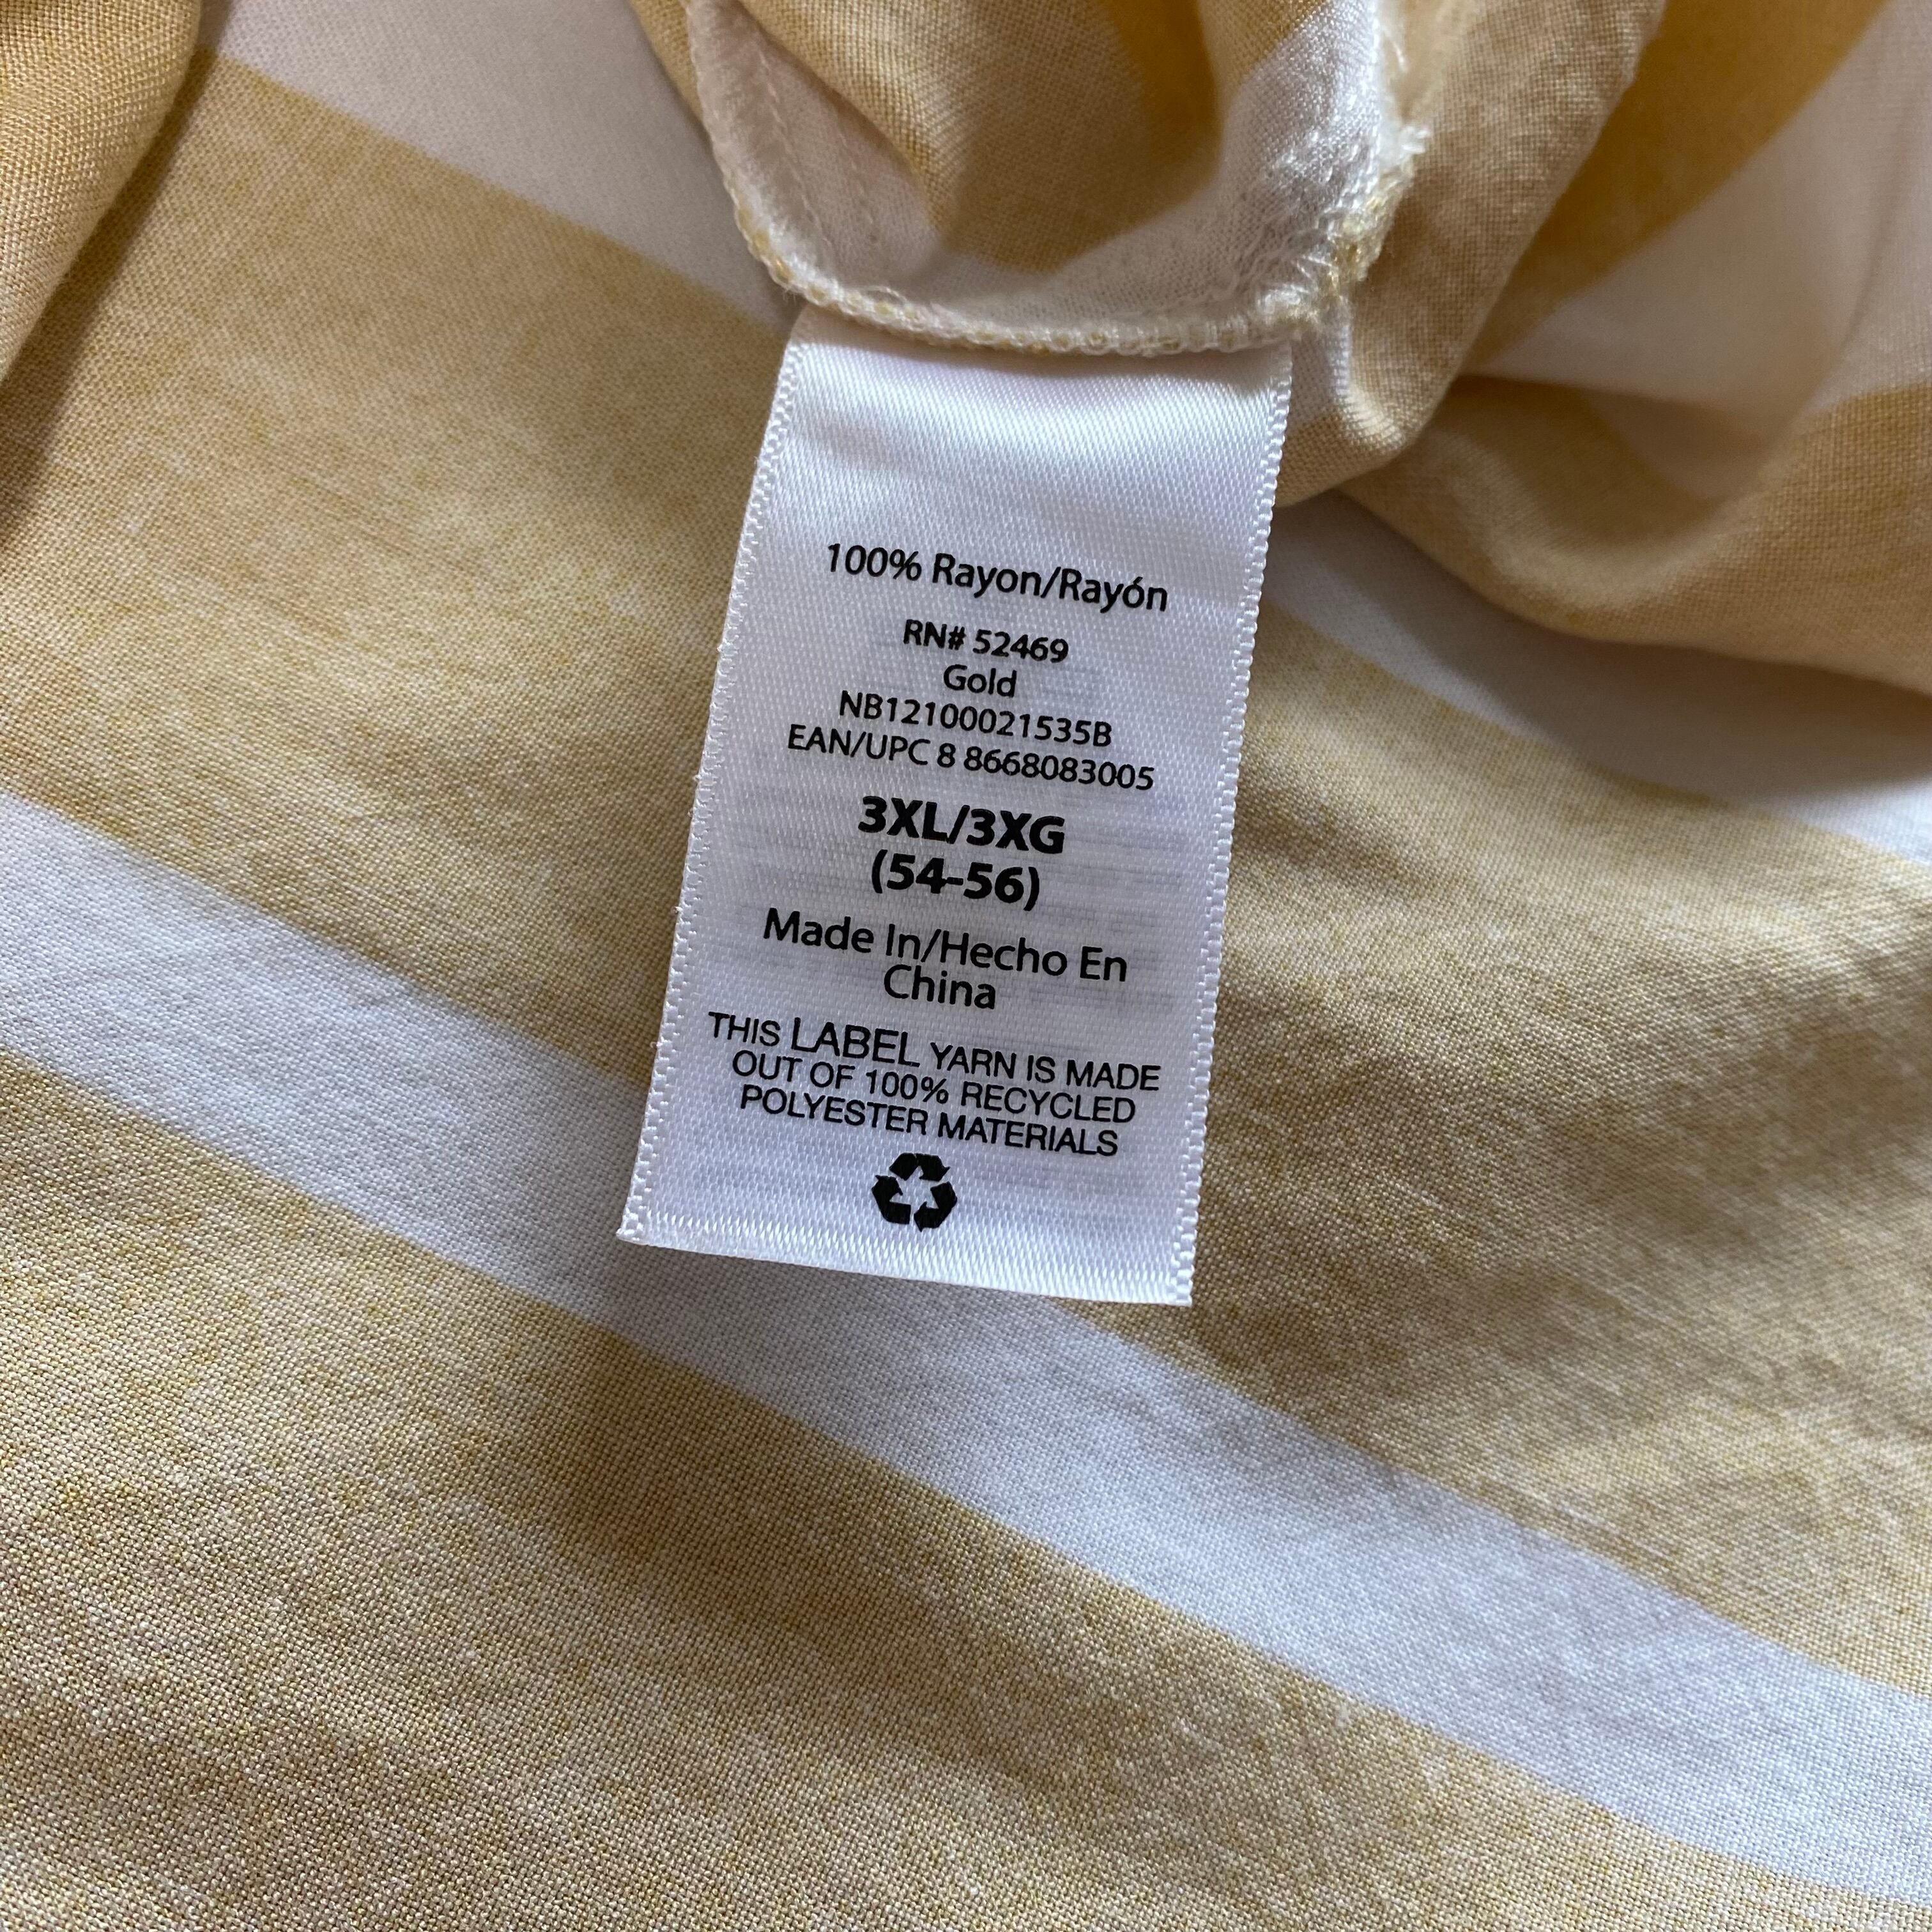 100% Rayon/Rayón
RN# 52469
Gold
NB12100021535B
EAN/UPC 8 8668083005
3XL/3XG
(54-56)
Made In/Hecho En
China
THIS LABEL YARN IS MADE
OUT OF 100% RECYCLED
POLYESTER MATERIALS